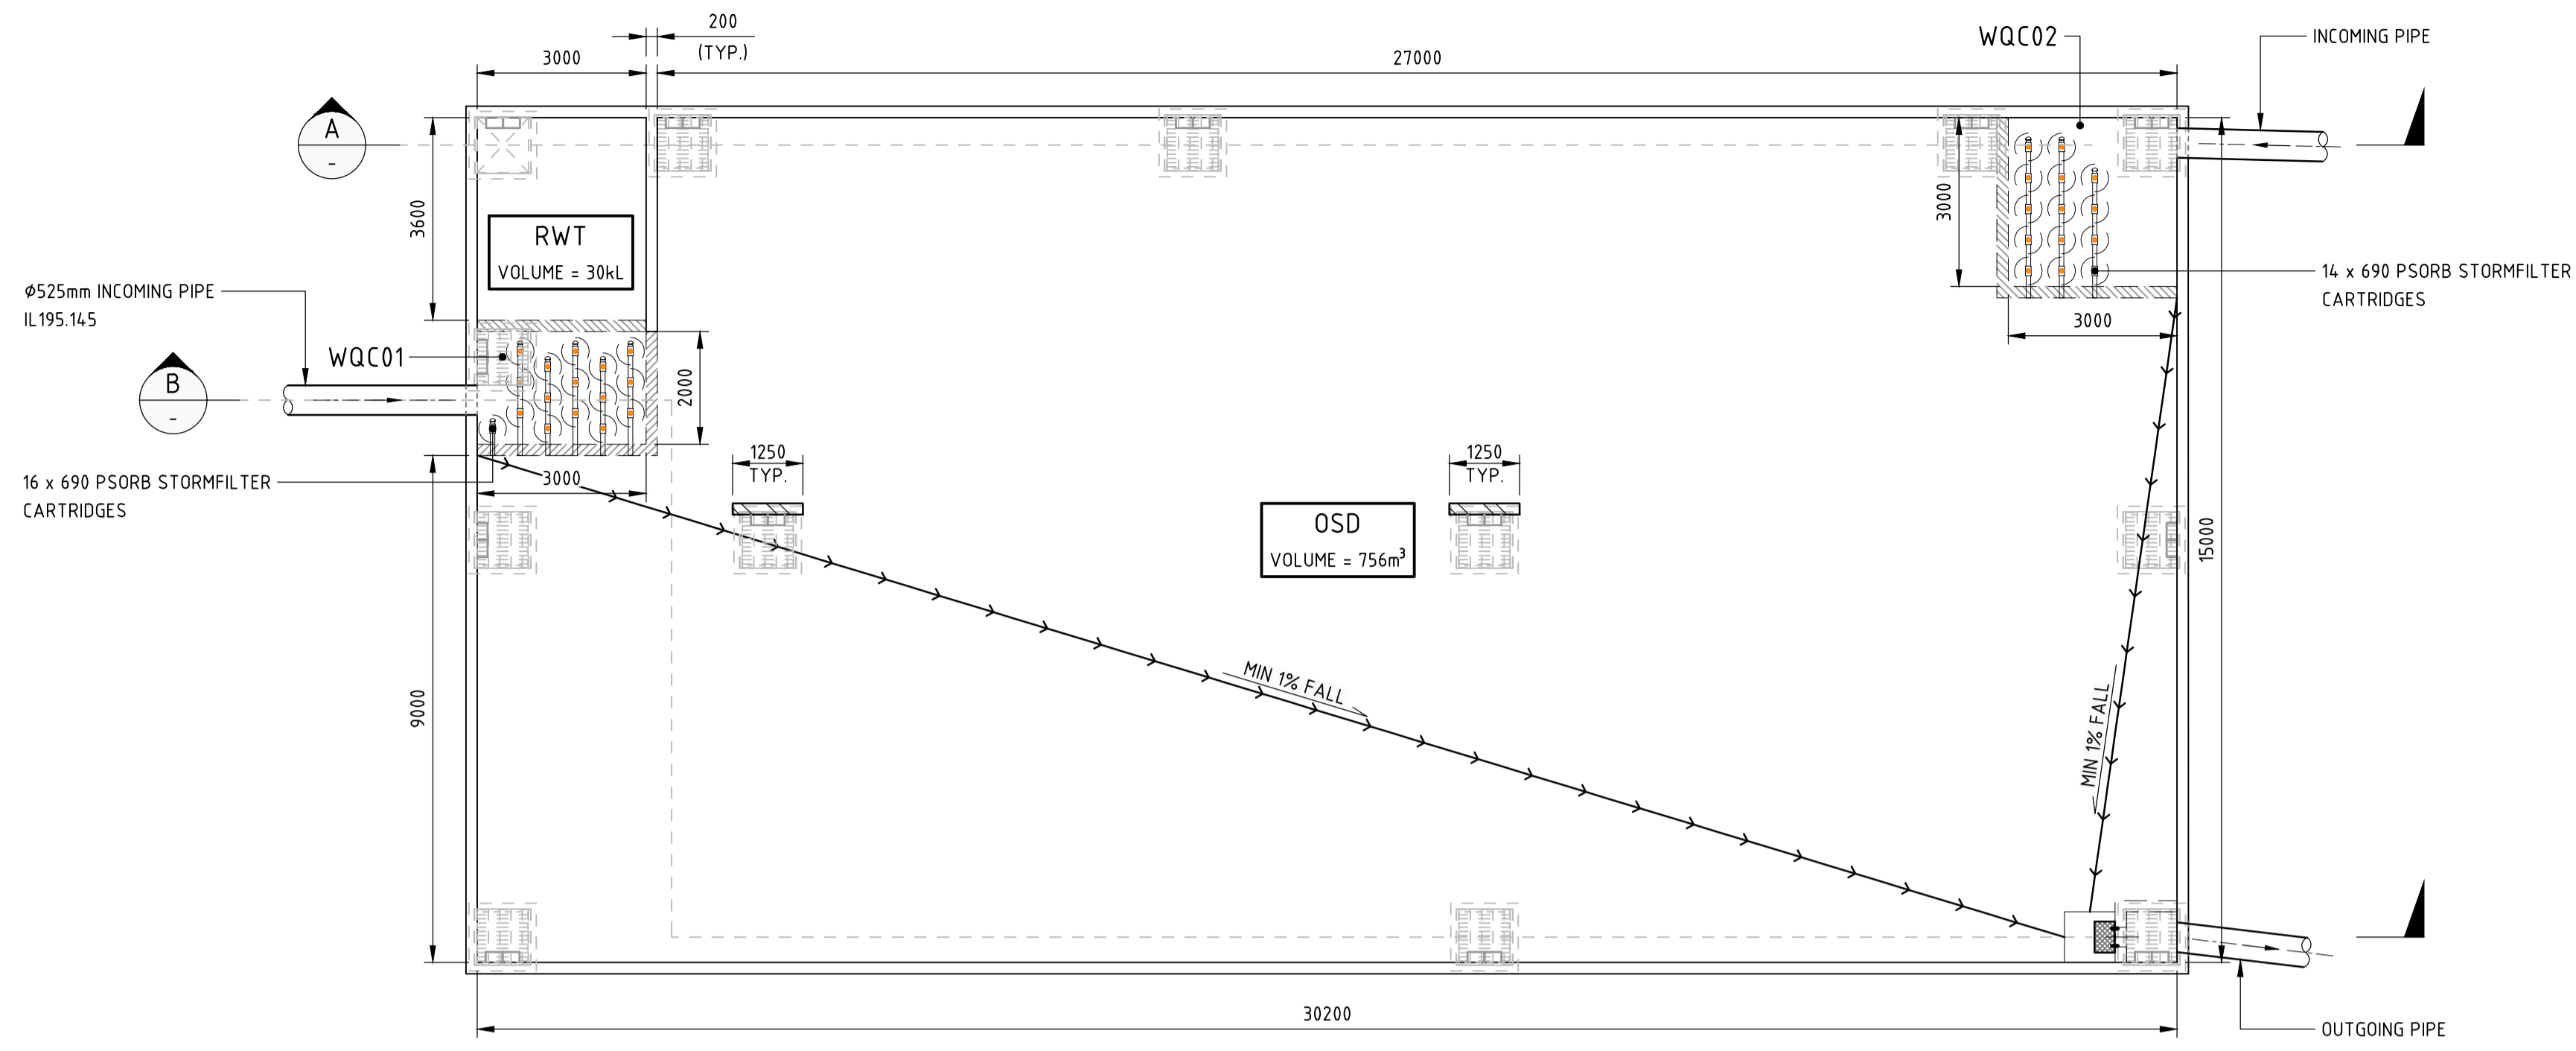 200
(TYP.)
3000
27000
WQC02
INCOMING PIPE
A
-
3600
RWT
VOLUME = 30kL
3000
14 x 690 PSORB STORMFILTER
CARTRIDGES
3000
Ø525mm INCOMING PIPE
IL195.145
WQC01
B
-
2000
3000
16 x 690 PSORB STORMFILTER
CARTRIDGES
1250
TYP.
1250
TYP.
OSD
VOLUME = 756m³
15000
9000
MIN 1% FALL
MIN 1% FALL
30200
OUTGOING PIPE